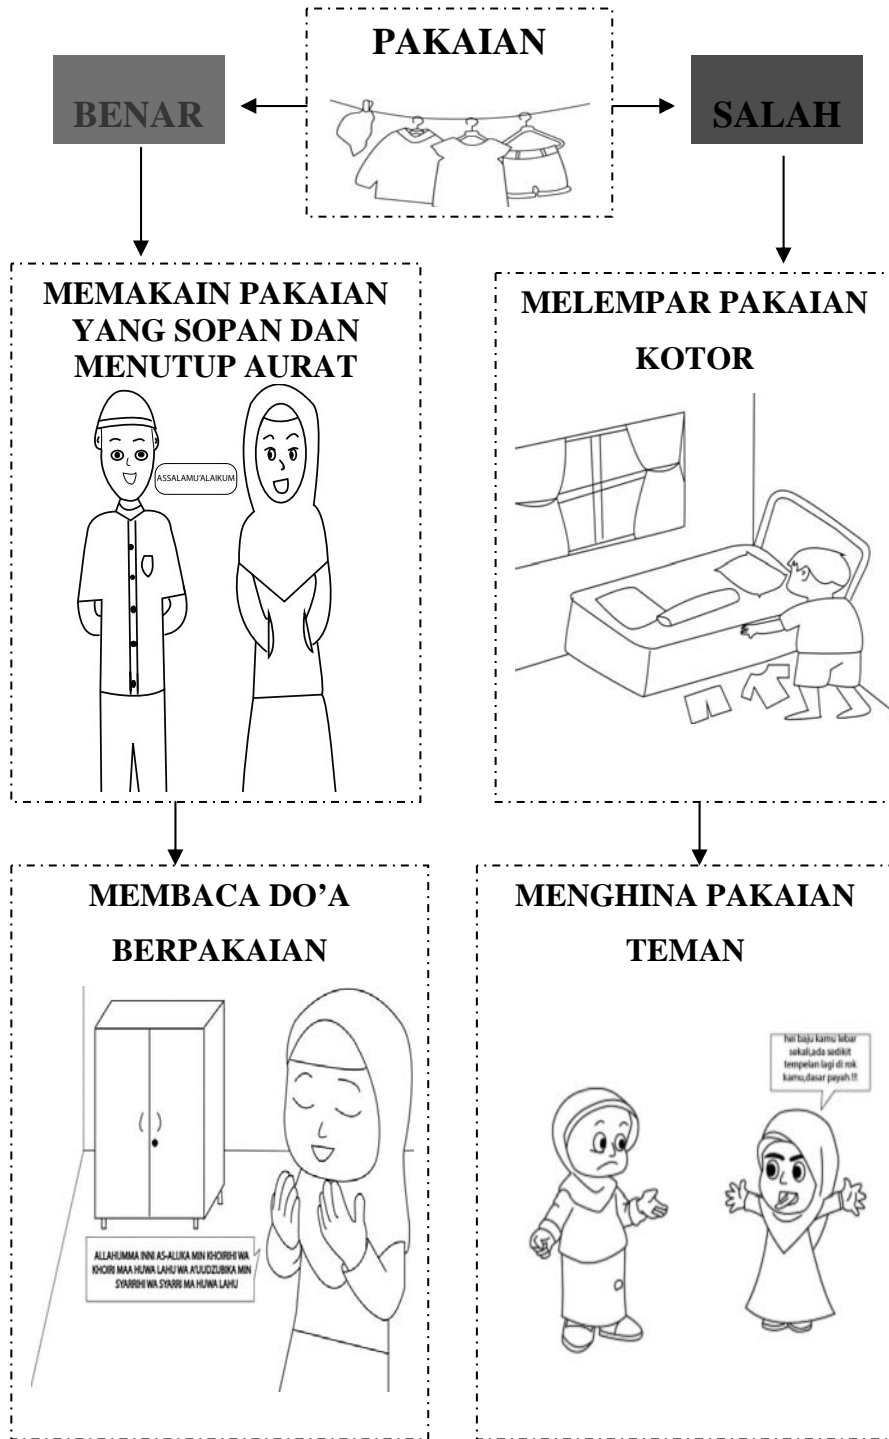 PAKAIAN
BENAR
SALAH
MEMAKAIN PAKAIAN
YANG SOPAN DAN
MENUTUP AURAT
ASSALAMU'ALAIKUM
MELEMPAR PAKAIAN
KOTOR
MEMBACA DO’A
BERPAKAIAN
ALLAHUMMA INNI AS-ALUKA MIN KHOIRIHI WA
KHOIRI MAA HUWA LAHU WA A'UUDZUBIKA MIN
SYARRIHI WA SYARRI MA HUWA LAHU
MENGHINA PAKAIAN
TEMAN
hei baju kamu lebar
sekali,ada sedikit
tempelan lagi di rok
kamu,dasar payah !!!